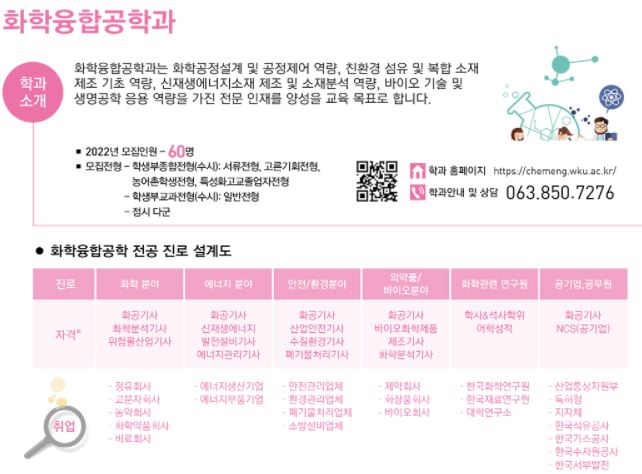 화학융합공학과
학과
소개
화학융합공학과는 화학공정설계 및 공정제어 역량, 친환경 섬유 및 복합 소재
제조 기초 역량, 신재생에너지소재 제조 및 소재분석 역량, 바이오 기술 및
생명공학 응용 역량을 가진 전문 인재를 양성을 교육 목표로 합니다.
■ 2022년 모집인원 - 60명
■ 모집전형 - 학생부종합전형(수시): 서류전형, 고른기회전형,
농어촌학생전형, 특성화고교졸업자전형
- 학생부교과전형(수시): 일반전형
- 정시 다군
학과 홈페이지 https://chemeng.wku.ac.kr/
학과안내 및 상담 063.850.7276
● 화학융합공학 전공 진로 설계도
진로 화학 분야 에너지 분야 안전/환경분야 의약품/바이오분야 화학관련 연구원 공기업,공무원
자격
화공기사
화학분석기사
위험물산업기사
화공기사
신재생에너지
발전설비기사
에너지관리기사
화공기사
산업안전기사
수질환경기사
폐기물처리기사
화공기사
바이오화학제품
제조기사
화학분석기사
학사&석사학위
어학성적
화공기사
NCS(공기업)
취업
· 정유회사
· 고분자회사
· 농약회사
· 화학약품회사
· 비료회사
· 에너지생산기업
· 에너지부품기업
· 안전관리업체
· 환경관리업체
· 폐기물처리업체
· 소방설비업체
· 제약회사
· 화장품회사
· 바이오회사
· 한국화학연구원
· 한국재료연구원
· 대학연구소
· 산업통상지원부
· 특허청
· 지자체
· 한국석유공사
· 한국가스공사
· 한국수자원공사
· 한국서부발전